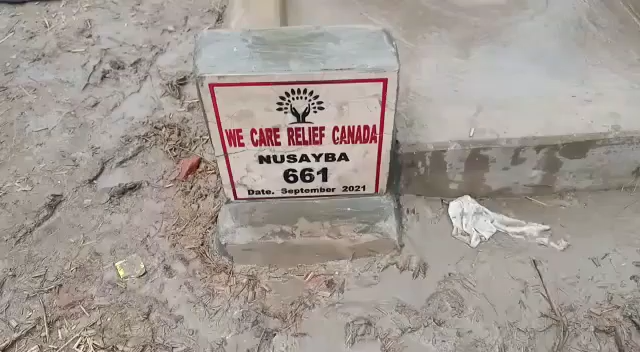 WE CARE RELIEF CANADA
NUSAYBA
661
Date. September 2021